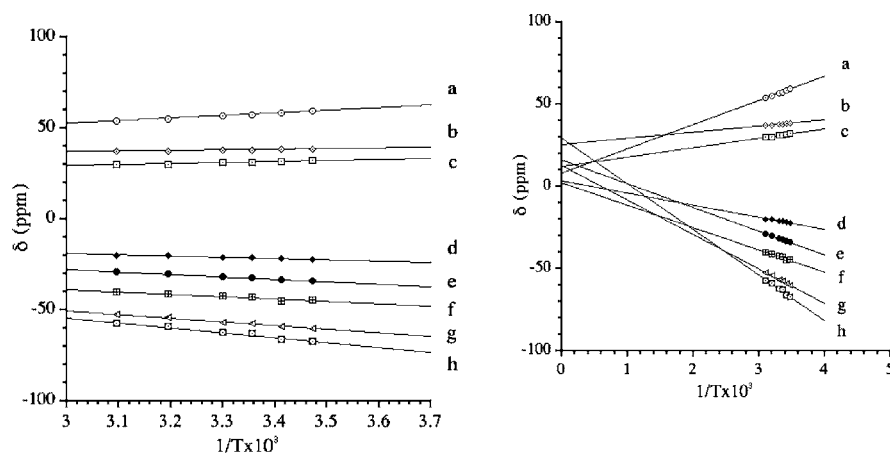 100
50
0
-50
-100
δ (ppm)
a
b
c
d
e
f
g
h
3 3.1 3.2 3.3 3.4 3.5 3.6 3.7
1/Tx10³
100
50
0
-50
-100
δ (ppm)
a
b
c
d
e
f
g
h
0 1 2 3 4 5
1/Tx10³